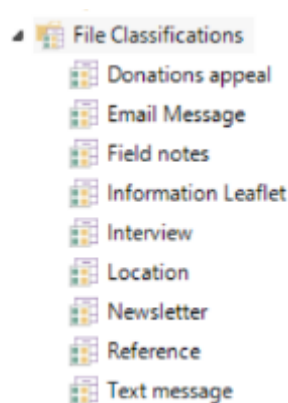 File Classifications
Donations appeal
Email Message
Field notes
Information Leaflet
Interview
Location
Newsletter
Reference
Text message